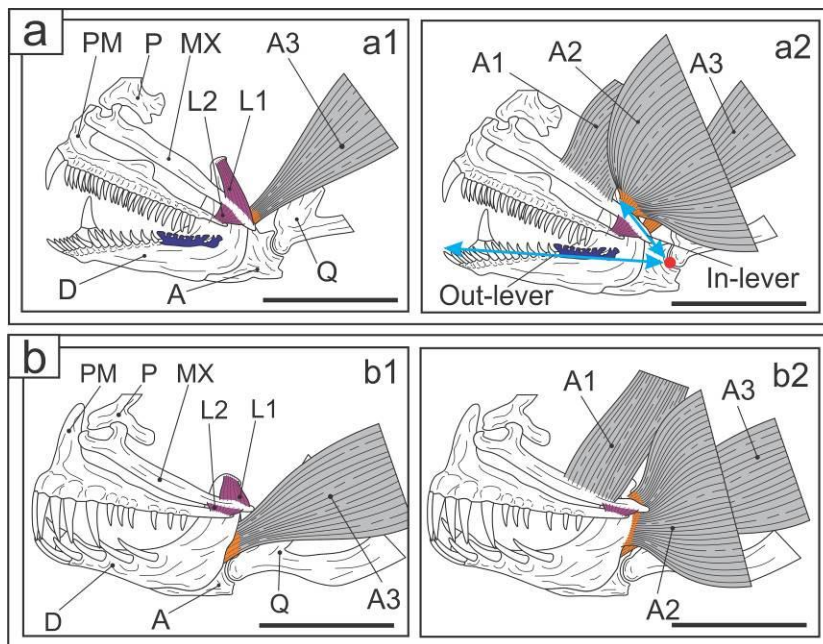 a
a1
PM P MX A3
L2 L1
D A Q
a2
A1 A2 A3
Out-lever In-lever
b
b1
PM P MX
L2 L1
D A Q A3
b2
A1 A3
A2